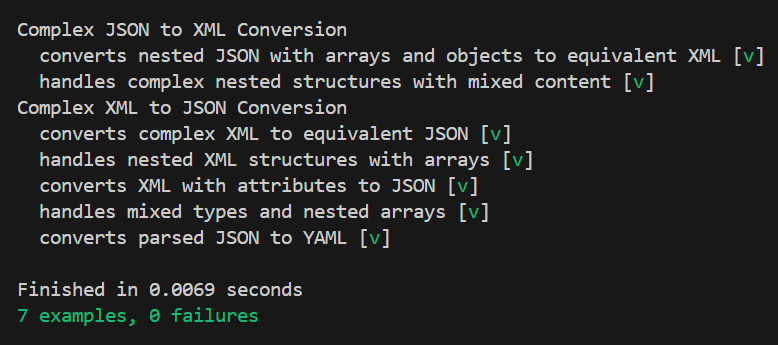 Complex JSON to XML Conversion
converts nested JSON with arrays and objects to equivalent XML [v]
handles complex nested structures with mixed content [v]
Complex XML to JSON Conversion
converts complex XML to equivalent JSON [v]
handles nested XML structures with arrays [v]
converts XML with attributes to JSON [v]
handles mixed types and nested arrays [v]
converts parsed JSON to YAML [v]
Finished in 0.0069 seconds
7 examples, 0 failures